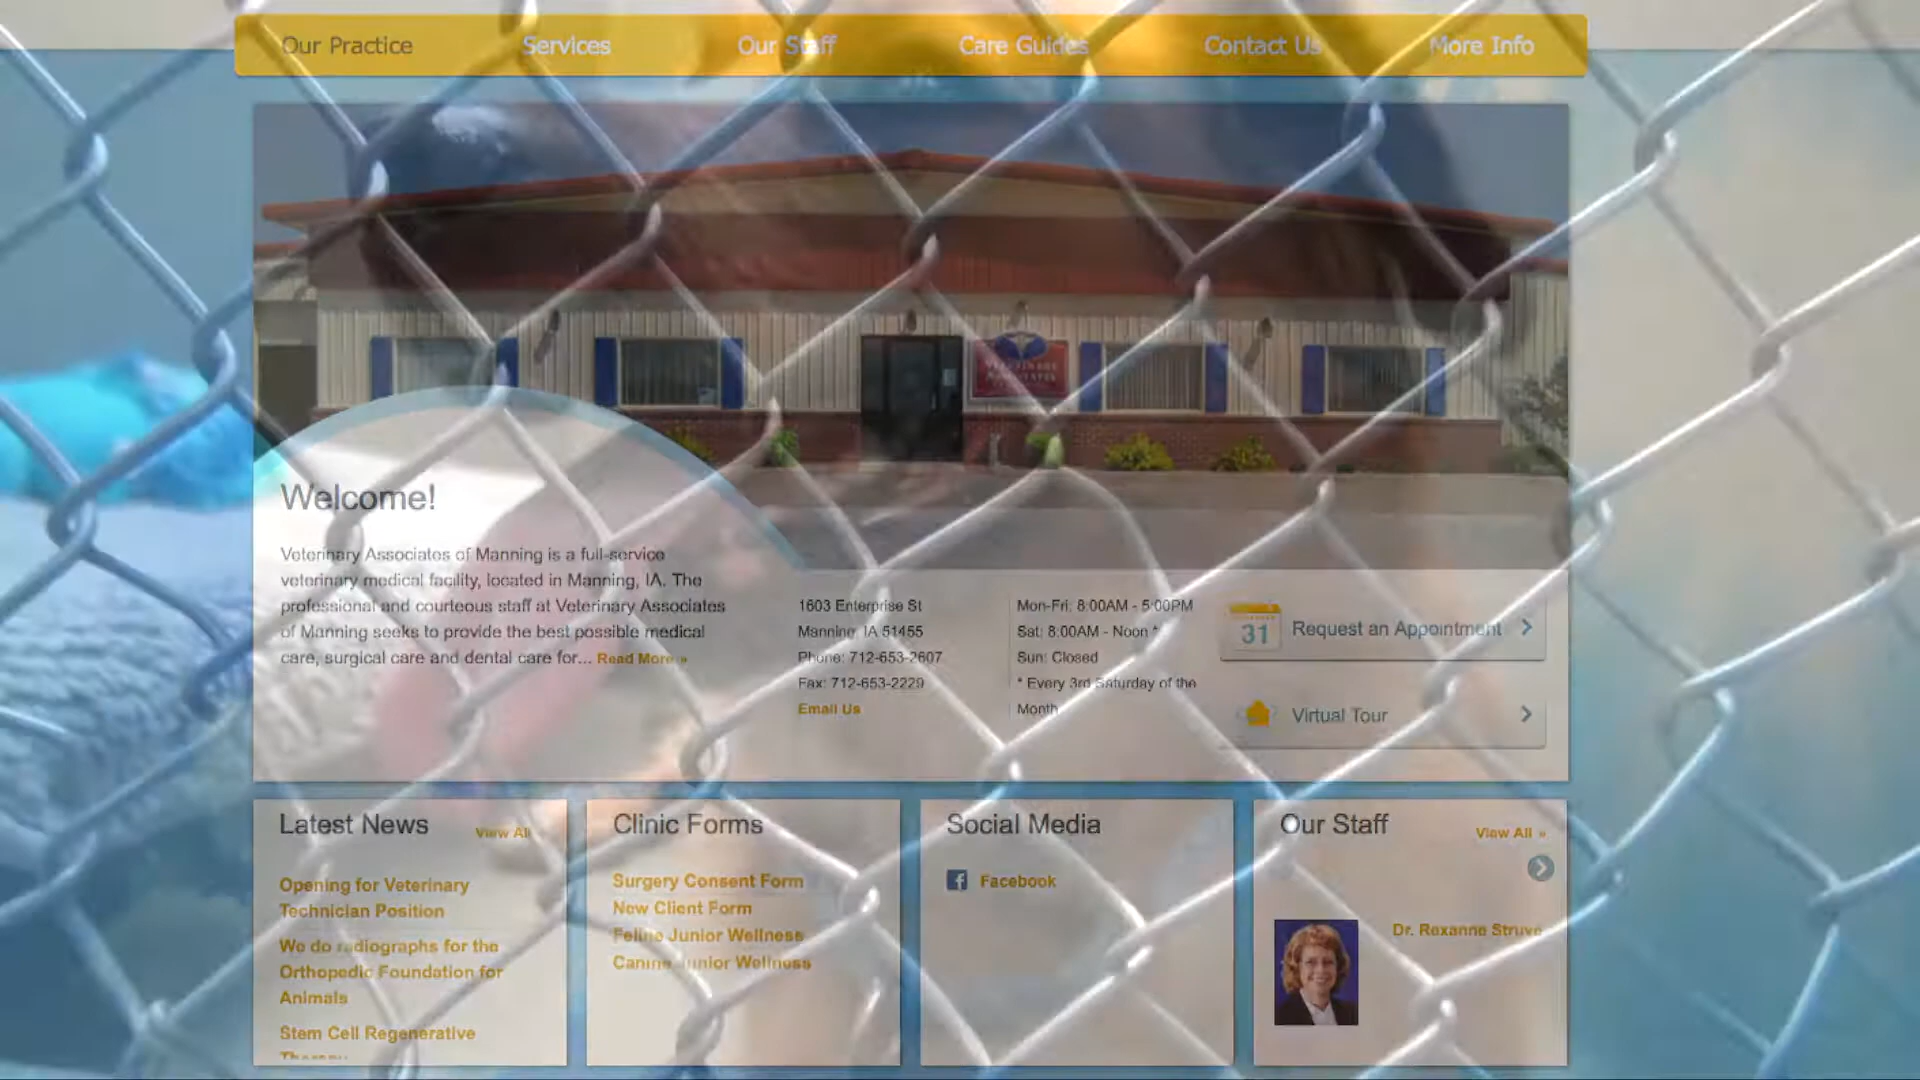 Our Practice
Services
Our Staff
Care Guides
Contact Us
More Info
Welcome!
Veterinary Associates of Manning is a full-service
veterinary medical facility, located in Manning, IA. The
professional and courteous staff at Veterinary Associates
of Manning seeks to provide the best possible medical
care, surgical care and dental care for... Read More »
1603 Enterprise St
Manning, IA 51455
Phone: 712-653-2607
Fax: 712-653-2229
Email Us
Mon-Fri: 8:00AM - 5:00PM
Sat: 8:00AM - Noon *
Sun: Closed
* Every 3rd Saturday of the
Month
31
Request an Appointment
Virtual Tour
Latest News
View All
Opening for Veterinary
Technician Position
We do radiographs for the
Orthopedic Foundation for
Animals
Stem Cell Regenerative
Therapy
Clinic Forms
Surgery Consent Form
New Client Form
Feline Junior Wellness
Canine Junior Wellness
Social Media
Facebook
Our Staff
View All »
Dr. Rexanne Struve